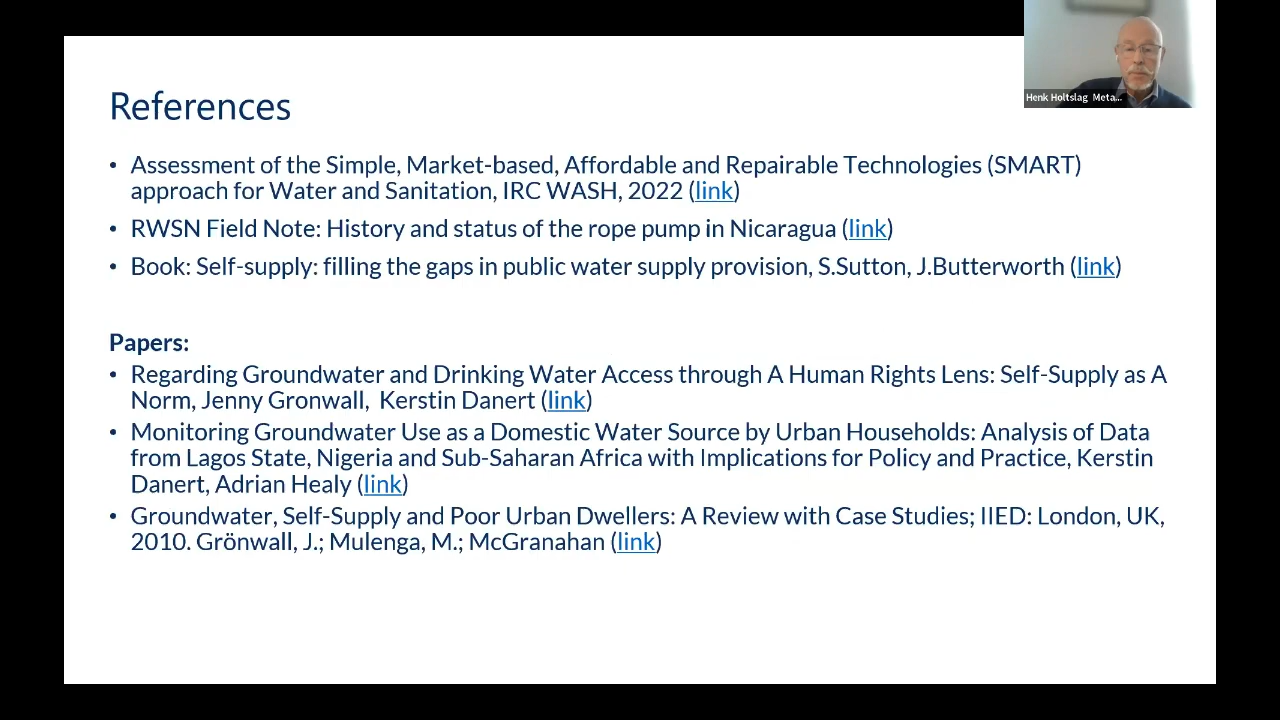 Henk Holtslag Meta...
References
• Assessment of the Simple, Market-based, Affordable and Repairable Technologies (SMART)
approach for Water and Sanitation, IRC WASH, 2022 (link)
• RWSN Field Note: History and status of the rope pump in Nicaragua (link)
• Book: Self-supply: filling the gaps in public water supply provision, S.Sutton, J.Butterworth (link)
Papers:
• Regarding Groundwater and Drinking Water Access through A Human Rights Lens: Self-Supply as A
Norm, Jenny Gronwall, Kerstin Danert (link)
• Monitoring Groundwater Use as a Domestic Water Source by Urban Households: Analysis of Data
from Lagos State, Nigeria and Sub-Saharan Africa with Implications for Policy and Practice, Kerstin
Danert, Adrian Healy (link)
• Groundwater, Self-Supply and Poor Urban Dwellers: A Review with Case Studies; IIED: London, UK,
2010. Grönwall, J.; Mulenga, M.; McGranahan (link)